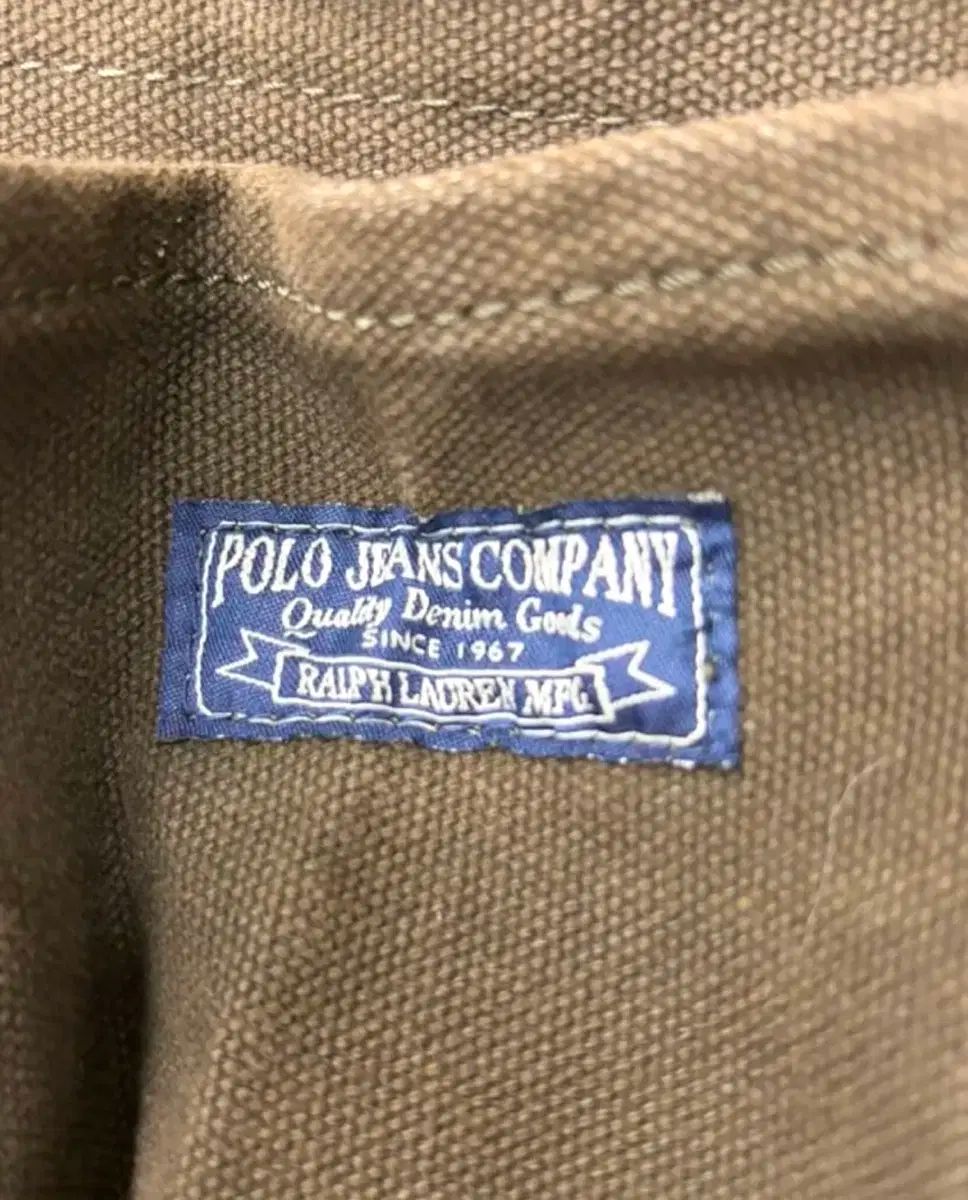 POLO JEANS COMPANY
Quality Denim Goods
SINCE 1967
RALPH LAUREN MFG.